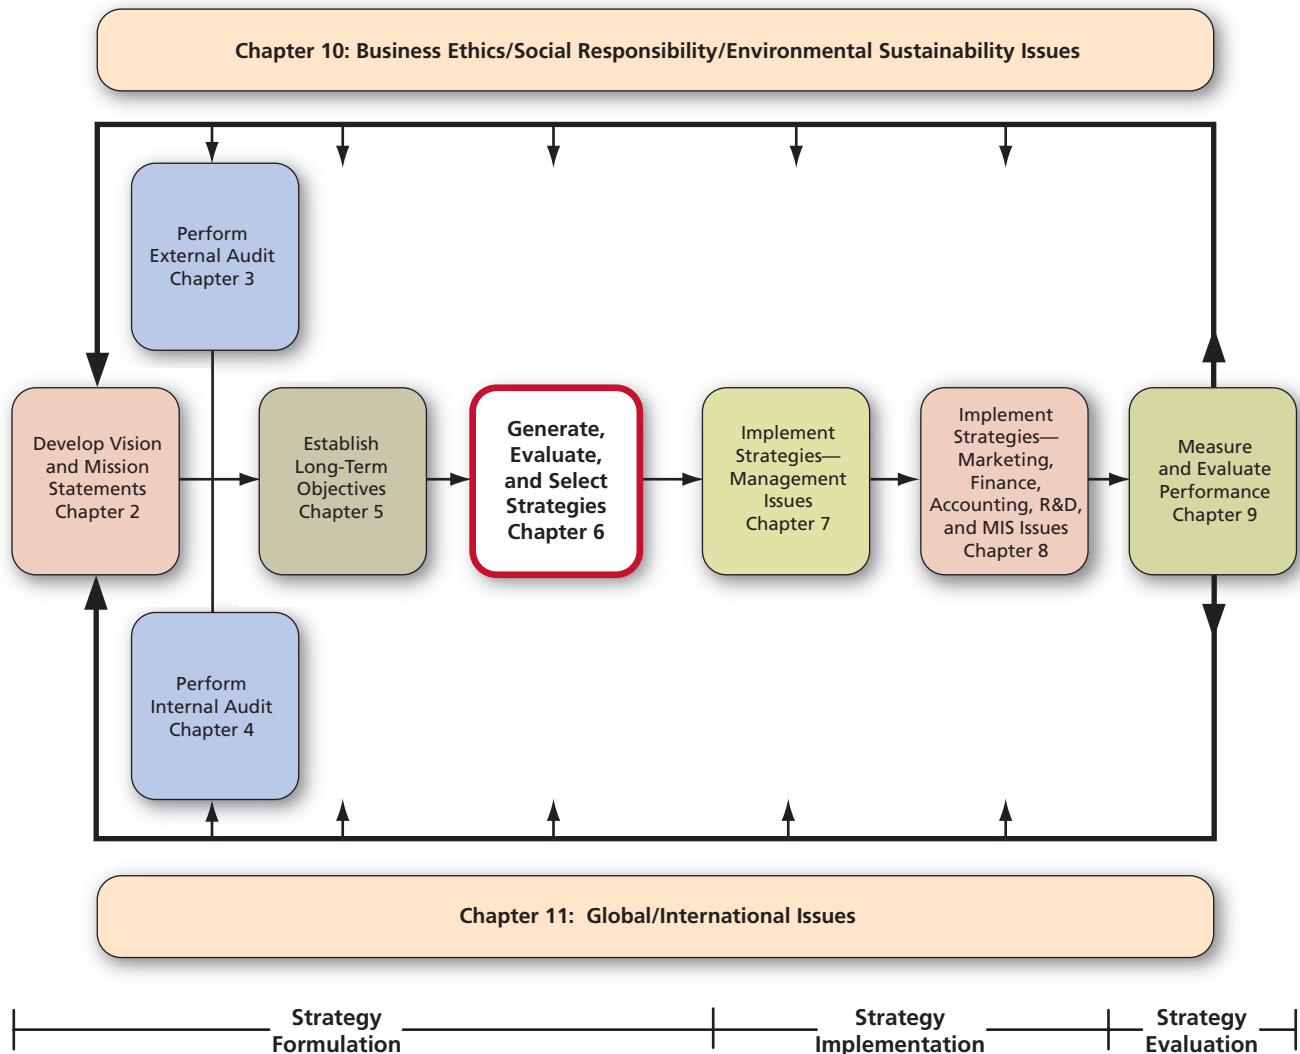 Chapter 10: Business Ethics/Social Responsibility/Environmental Sustainability Issues
Perform
External Audit
Chapter 3
Develop Vision
and Mission
Statements
Chapter 2
Establish
Long-Term
Objectives
Chapter 5
Generate,
Evaluate,
and Select
Strategies
Chapter 6
Implement
Strategies—
Management
Issues
Chapter 7
Implement
Strategies—
Marketing,
Finance,
Accounting, R&D,
and MIS Issues
Chapter 8
Measure
and Evaluate
Performance
Chapter 9
Perform
Internal Audit
Chapter 4
Chapter 11: Global/International Issues
Strategy
Formulation
Strategy
Implementation
Strategy
Evaluation